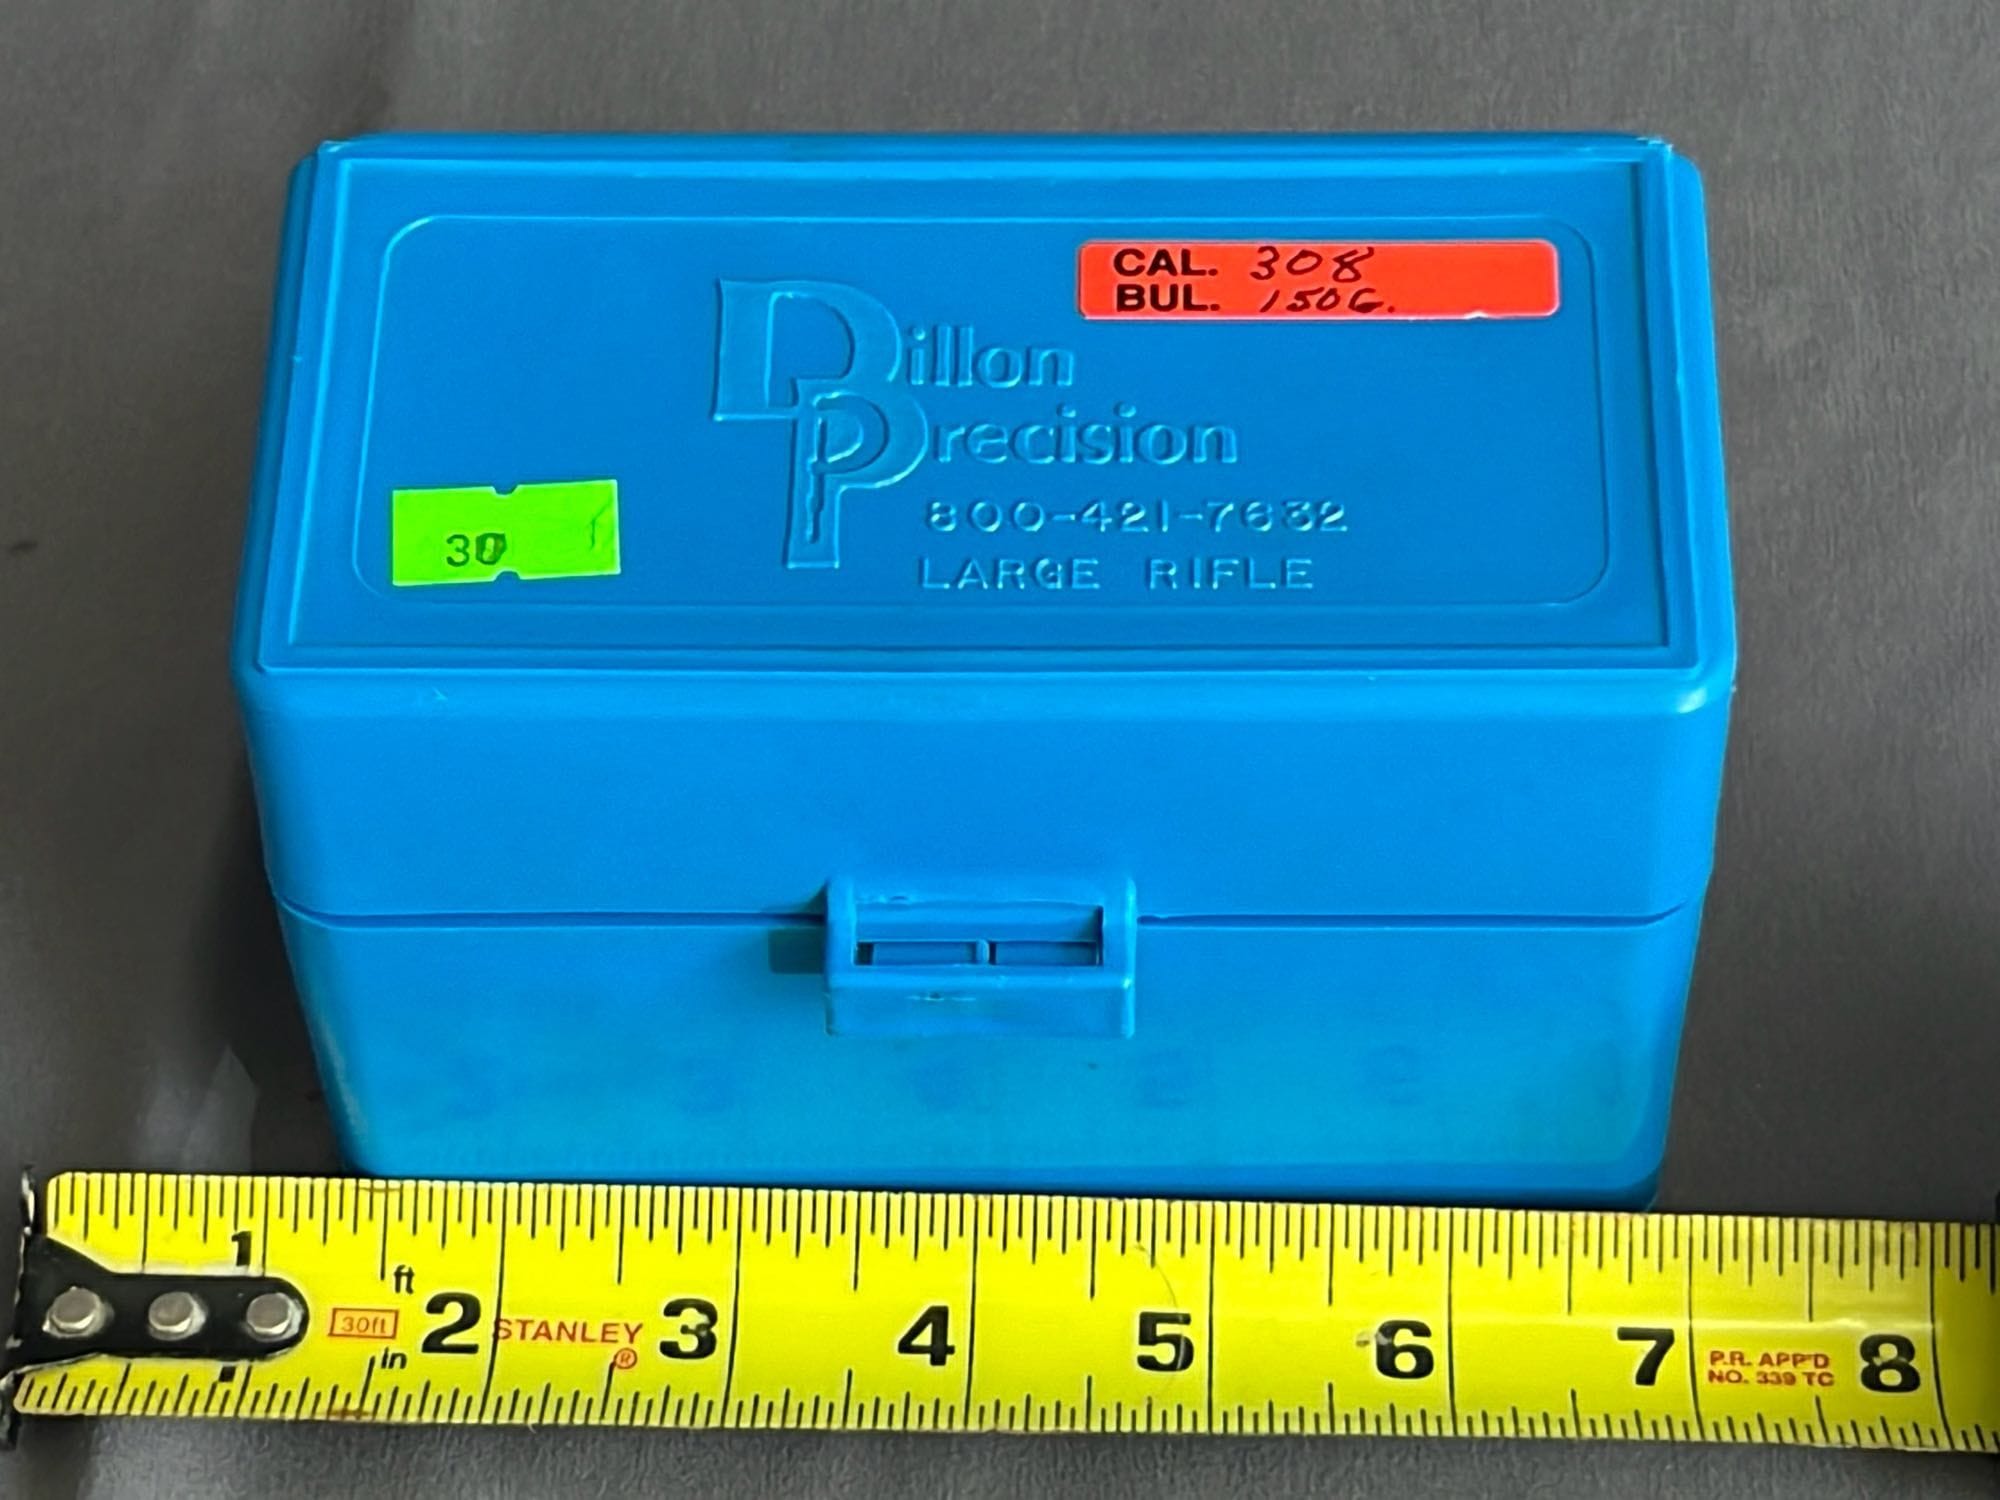 CAL. 308
BUL. 150G.
Dillon
Precision
800-421-7632
LARGE RIFLE
30
1
ft
30ft
in
2
STANLEY
®
3
4
5
6
7
P.R. APP'D
NO. 339 TC
8